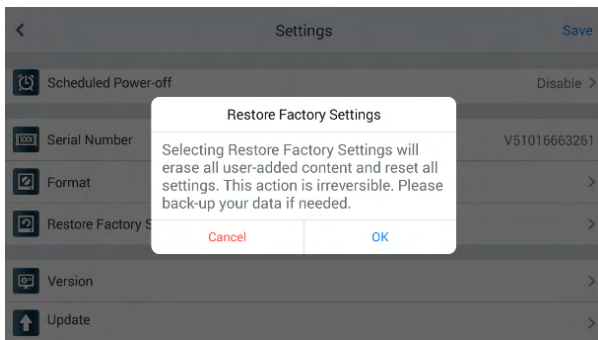 Settings
Save
Scheduled Power-off
Disable
Restore Factory Settings
Selecting Restore Factory Settings will
erase all user-added content and reset all
settings. This action is irreversible. Please
back-up your data if needed.
Cancel
OK
Serial Number
V51016663261
Format
Restore Factory S
Version
Update